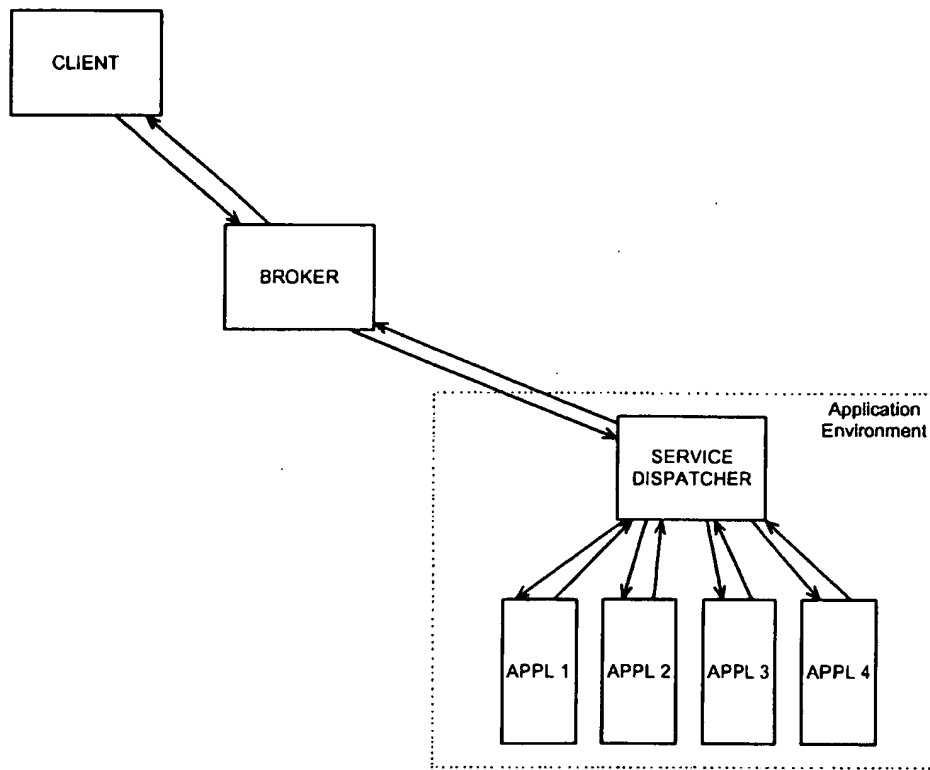 CLIENT
BROKER
Application
Environment
SERVICE
DISPATCHER
APPL 1
APPL 2
APPL 3
APPL 4